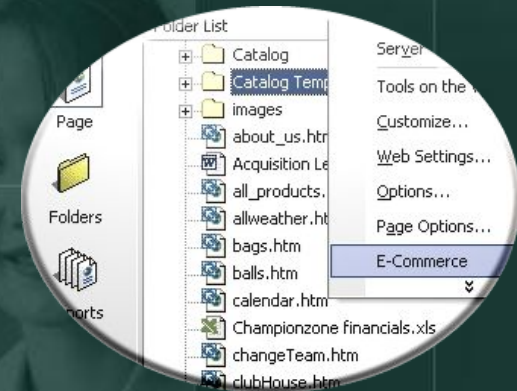 Folder List
Catalog
Catalog Temp
images
about_us.htm
Acquisition Le
all_products.
allweather.ht
bags.htm
balls.htm
calendar.htm
Championzone financials.xls
changeTeam.htm
clubHouse.htm
Page
Folders
Server
Tools on the
Customize...
Web Settings...
Options...
Page Options...
E-Commerce